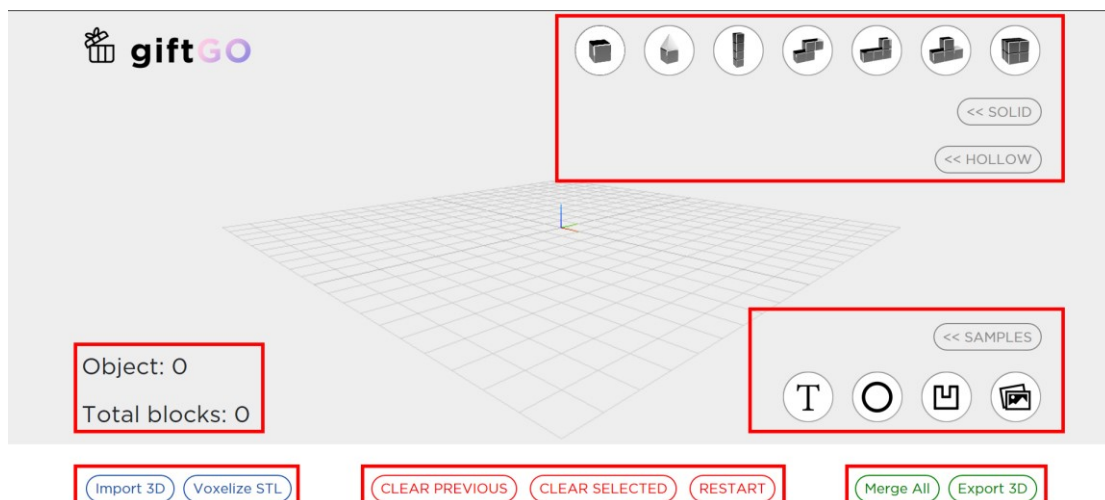 giftGO
<< SOLID
<< HOLLOW
<< SAMPLES
Object: 0
Total blocks: 0
T
Import 3D Voxelize STL CLEAR PREVIOUS CLEAR SELECTED RESTART Merge All Export 3D